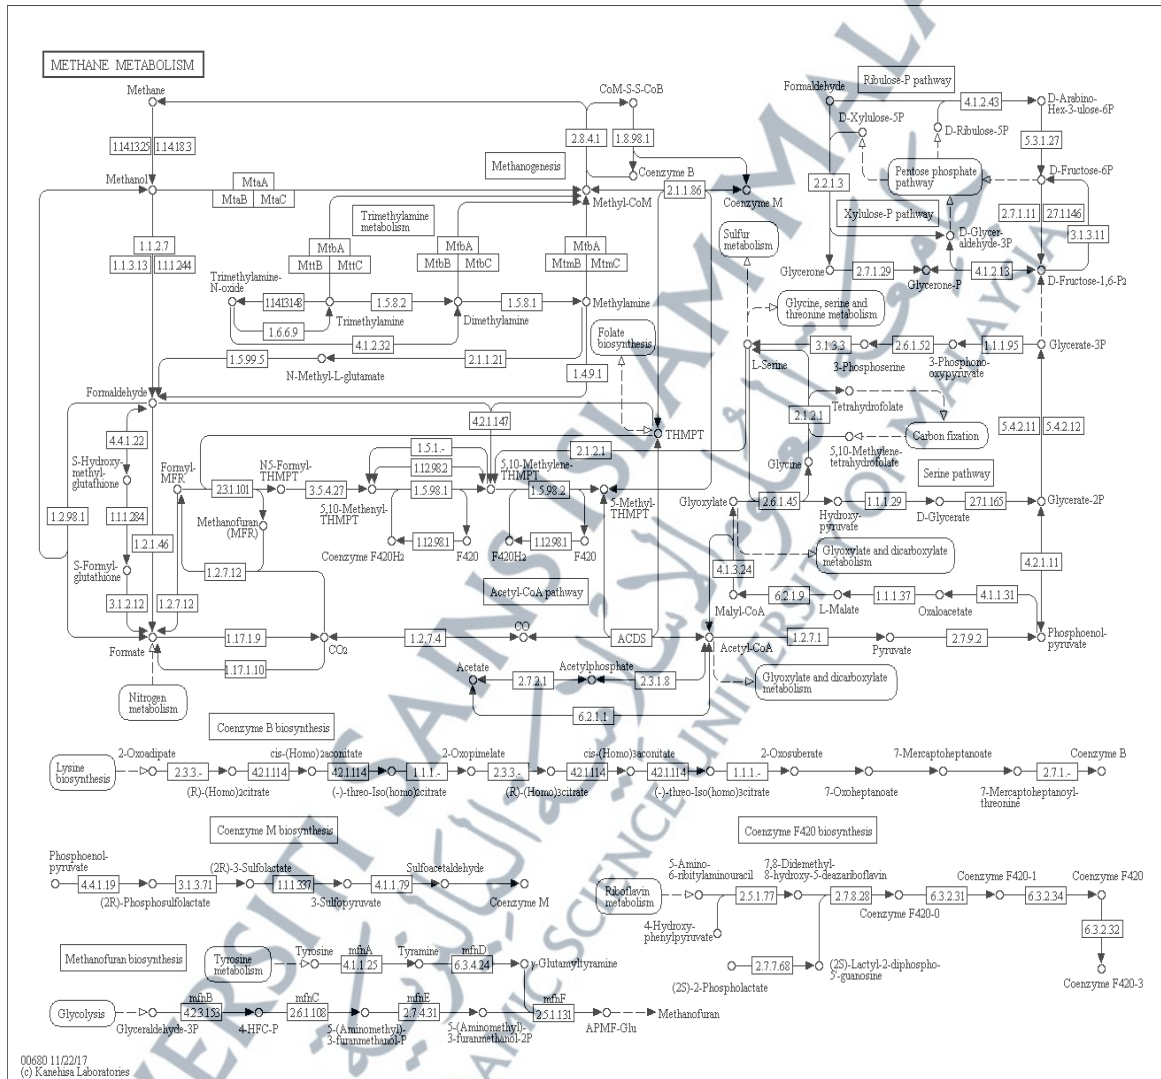 METHANE METABOLISM
Methane
CoM-S-S-CoB
Formaldehyde
Ribulose-P pathway
4.1.2.43
D-Arabino-
Hex-3-ulose-6P
D-Xylulose-5P
D-Ribulose-5P
1.14.13.25
1.14.18.3
2.8.4.1
1.8.98.1
5.3.1.27
Methanogenesis
Coenzyme B
Pentose phosphate
pathway
D-Fructose-6P
Methanol
MtaA
MtaB
MtaC
Methyl-CoM
2.1.1.86
Coenzyme M
2.2.1.3
Xylulose-P pathway
2.7.1.11
2.7.1.146
3.1.3.11
Trimethylamine
metabolism
Sulfur
metabolism
D-Glycer-
aldehyde-3P
1.1.2.7
1.1.3.13
1.1.1.244
MtbA
MttB
MttC
MtbA
MtbB
MtbC
MtbA
MtmB
MtmC
Glycerone
2.7.1.29
Glycerone-P
4.1.2.13
D-Fructose-1,6-P2
Trimethylamine-
N-oxide
1.14.13.148
1.5.8.2
1.5.8.1
Methylamine
Trimethylamine
Dimethylamine
1.6.6.9
4.1.2.32
Glycine, serine and
threonine metabolism
Folate
biosynthesis
1.5.99.5
N-Methyl-L-glutamate
2.1.1.21
L-Serine
3.1.3.3
3-Phosphoserine
2.6.1.52
3-Phosphono-
oxypyruvate
1.1.1.95
Glycerate-3P
1.4.9.1
Formaldehyde
Tetrahydrofolate
2.1.2.1
Carbon fixation
5.4.2.11
5.4.2.12
4.2.1.147
THMPT
4.4.1.22
S-Hydroxy-
methyl-
glutathione
Formyl-
MFR
N5-Formyl-
THMPT
1.5.1.-
1.12.98.2
5,10-Methylene-
THMPT
2.1.2.1
Glycine
5,10-Methylene-
tetrahydrofolate
Serine pathway
2.3.1.101
3.5.4.27
1.5.98.1
1.5.98.2
5,10-Methenyl-
THMPT
5-Methyl-
THMPT
Glyoxylate
2.6.1.45
Hydroxy-
pyruvate
1.1.1.29
D-Glycerate
2.7.1.165
Glycerate-2P
1.2.98.1
1.1.1.284
Methanofuran
(MFR)
Coenzyme F420H2
1.12.98.1
F420
F420H2
1.12.98.1
F420
Glyoxylate and dicarboxylate
metabolism
1.2.1.46
S-Formyl-
glutathione
1.2.7.12
4.1.3.24
4.2.1.11
3.1.2.12
1.2.7.12
Acetyl-CoA pathway
Malyl-CoA
6.2.1.9
L-Malate
1.1.1.37
Oxaloacetate
4.1.1.31
Formate
1.17.1.9
CO2
1.2.7.4
CO
ACDS
Acetyl-CoA
1.2.7.1
Pyruvate
2.7.9.2
Phosphoenol-
pyruvate
1.17.1.10
Acetate
2.7.2.1
Acetylphosphate
2.3.1.8
Glyoxylate and dicarboxylate
metabolism
Nitrogen
metabolism
6.2.1.1
Coenzyme B biosynthesis
2-Oxoadipate
cis-(Homo)2aconitate
2-Oxopimelate
cis-(Homo)3aconitate
2-Oxosuberate
7-Mercaptoheptanoate
Coenzyme B
Lysine
biosynthesis
2.3.3.-
4.2.1.114
4.2.1.114
1.1.1.-
2.3.3.-
4.2.1.114
4.2.1.114
1.1.1.-
2.7.1.-
(R)-(Homo)2citrate
(-)-threo-Iso(homo)2citrate
(R)-(Homo)3citrate
(-)-threo-Iso(homo)3citrate
7-Oxoheptanoate
7-Mercaptoheptanoyl-
threonine
Coenzyme M biosynthesis
Coenzyme F420 biosynthesis
Phosphoenol-
pyruvate
(2R)-3-Sulfolactate
Sulfoacetaldehyde
4.4.1.19
3.1.3.71
1.1.1.337
4.1.1.79
(2R)-Phosphosulfolactate
3-Sulfopyruvate
Coenzyme M
5-Amino-
6-ribitylaminouracil
7,8-Didemethyl-
8-hydroxy-5-deazariboflavin
Coenzyme F420-1
Coenzyme F420
Riboflavin
metabolism
2.5.1.77
2.7.8.28
6.3.2.31
6.3.2.34
Coenzyme F420-0
4-Hydroxy-
phenylpyruvate
6.3.2.32
2.7.7.68
(2S)-2-Phospholactate
(2S)-Lactyl-2-diphospho-
5'-guanosine
Coenzyme F420-3
Methanofuran biosynthesis
Tyrosine
metabolism
Tyrosine
mfnA
4.1.1.25
Tyramine
mfnD
6.3.4.24
γ-Glutamyltyramine
Glycolysis
mfnB
4.2.3.153
mfnC
2.6.1.108
mfnE
2.7.4.31
mfnF
2.5.1.131
Methanofuran
Glyceraldehyde-3P
4-HFC-P
5-(Aminomethyl)-
3-furanmethanol-P
5-(Aminomethyl)-
3-furanmethanol-2P
APMF-Glu
00680 11/22/17
(c) Kanehisa Laboratories
VERSITI SAINS ISLAM MALA
AMIC SCIENCE UNIVERSITY OF MALAYSIA